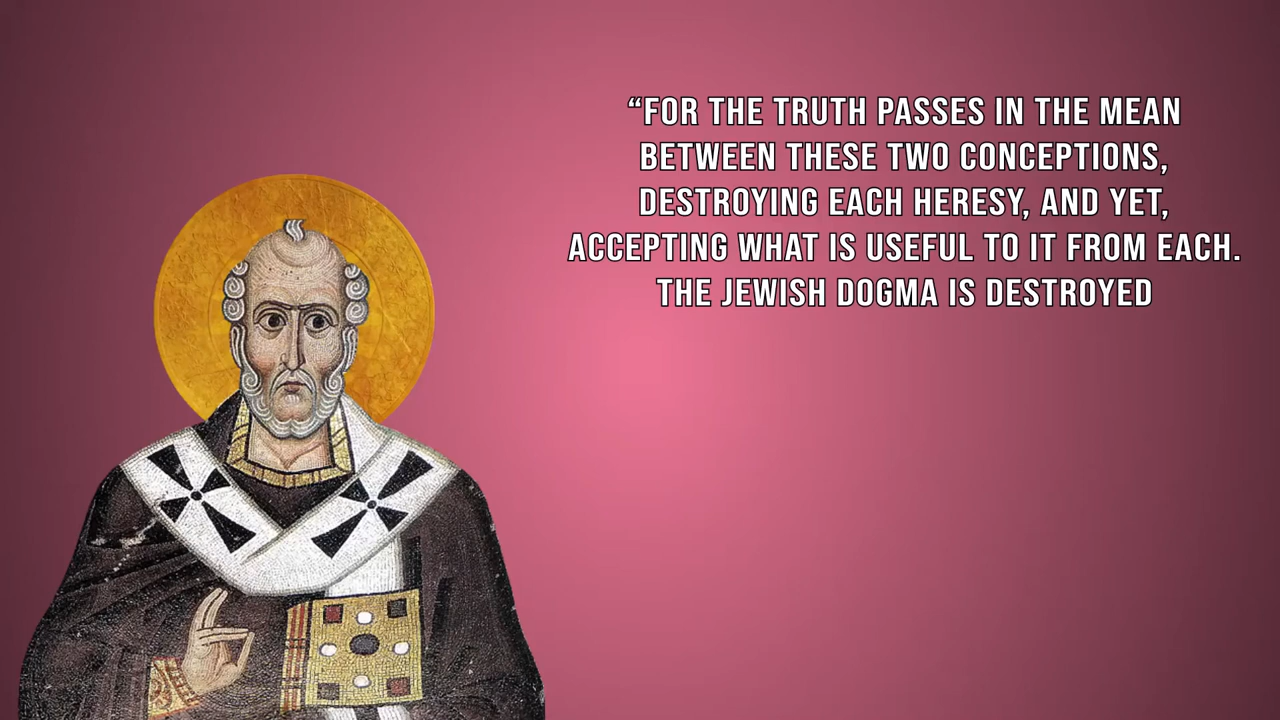 “FOR THE TRUTH PASSES IN THE MEAN
BETWEEN THESE TWO CONCEPTIONS,
DESTROYING EACH HERESY, AND YET,
ACCEPTING WHAT IS USEFUL TO IT FROM EACH.
THE JEWISH DOGMA IS DESTROYED